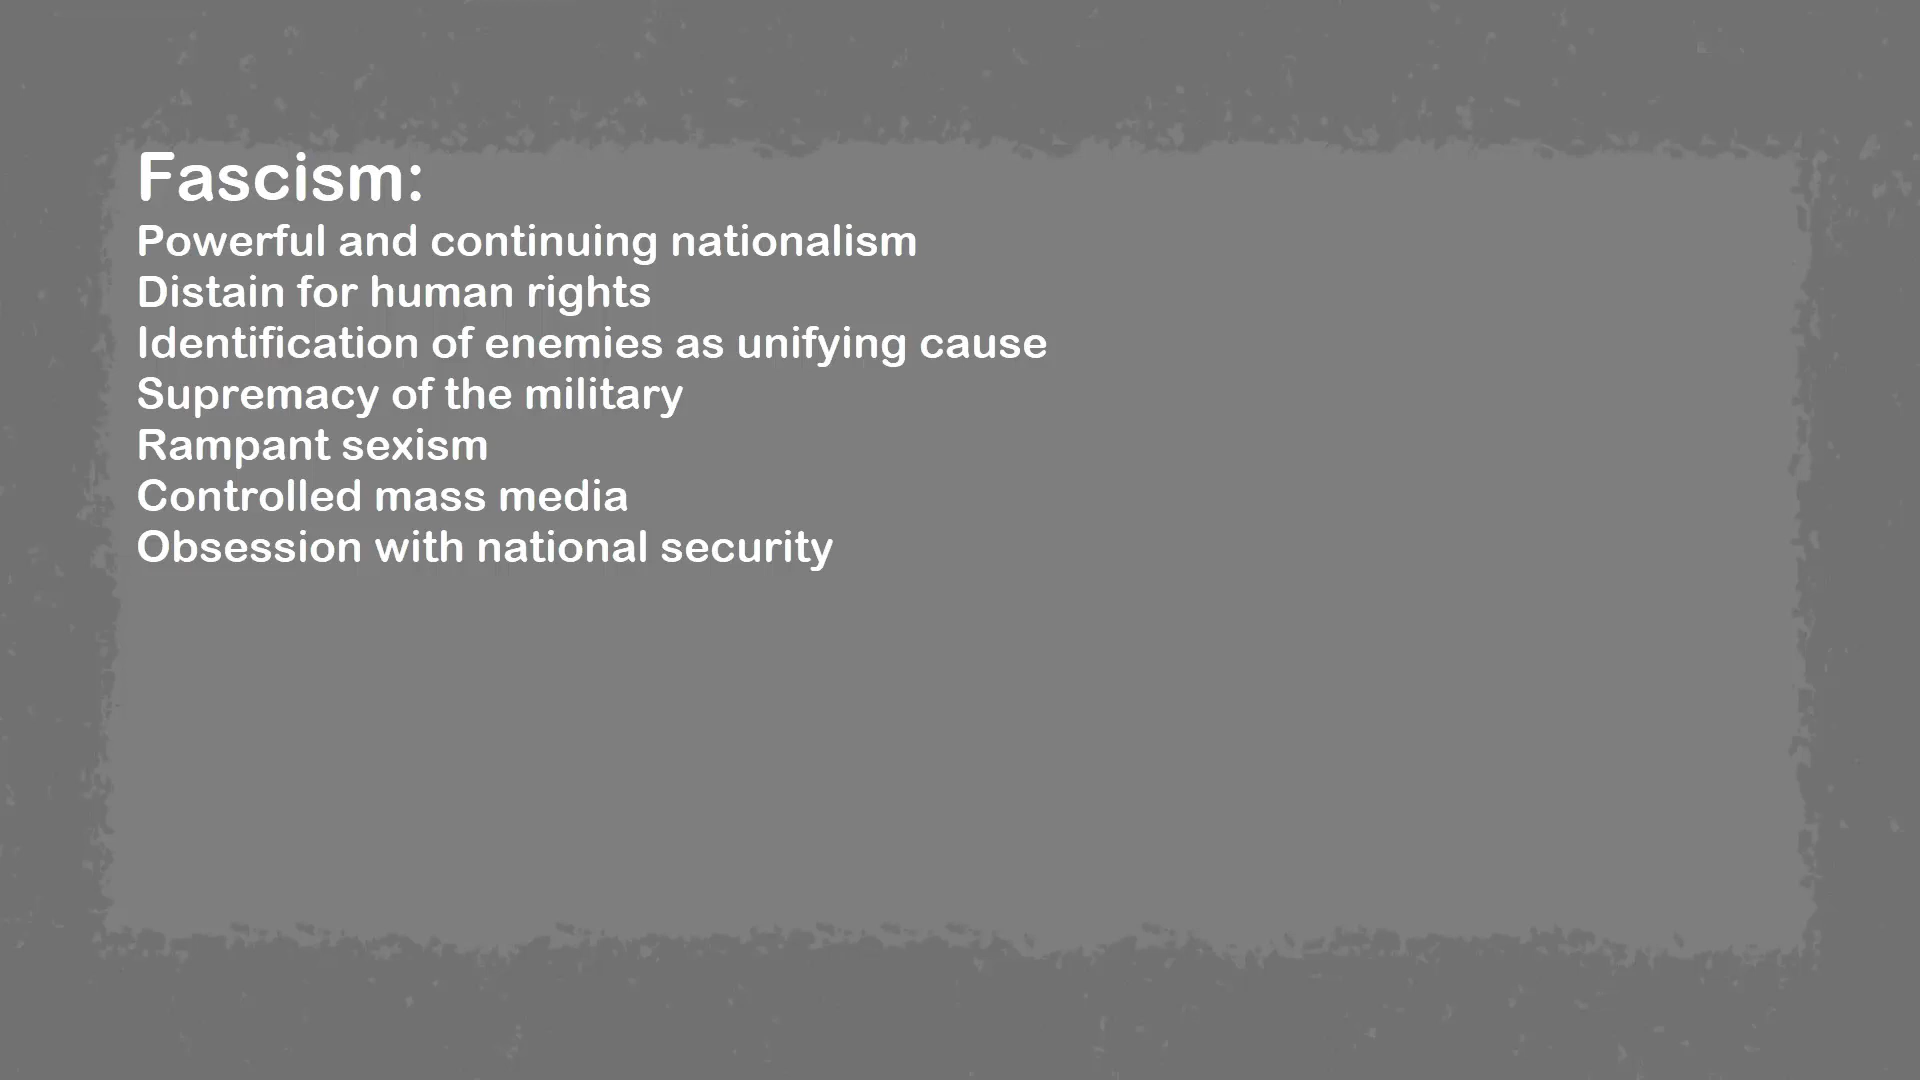 Fascism:
Powerful and continuing nationalism
Distain for human rights
Identification of enemies as unifying cause
Supremacy of the military
Rampant sexism
Controlled mass media
Obsession with national security